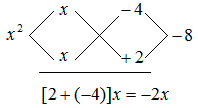 x -4
x² -8
x +2
[2+(-4)]x=-2x